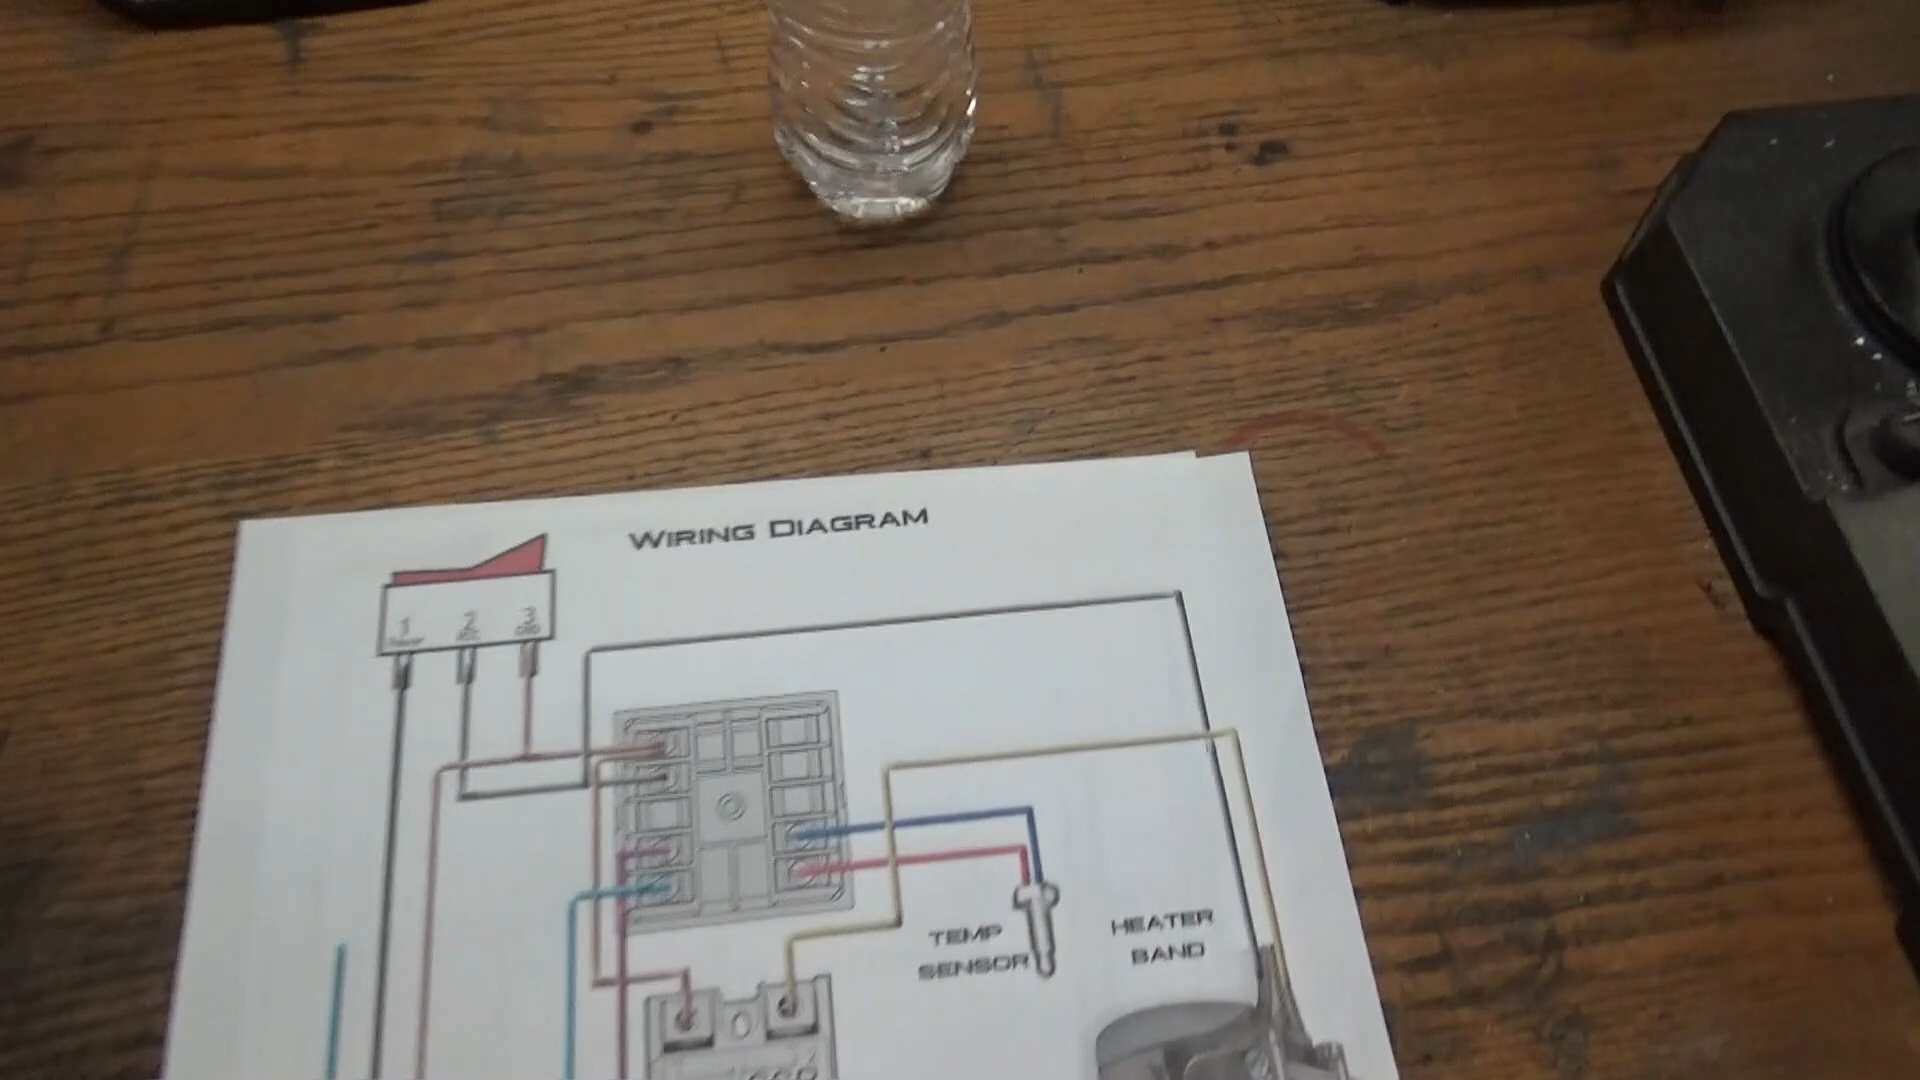 WIRING DIAGRAM
1 2 3
TEMP
SENSOR
HEATER
BAND